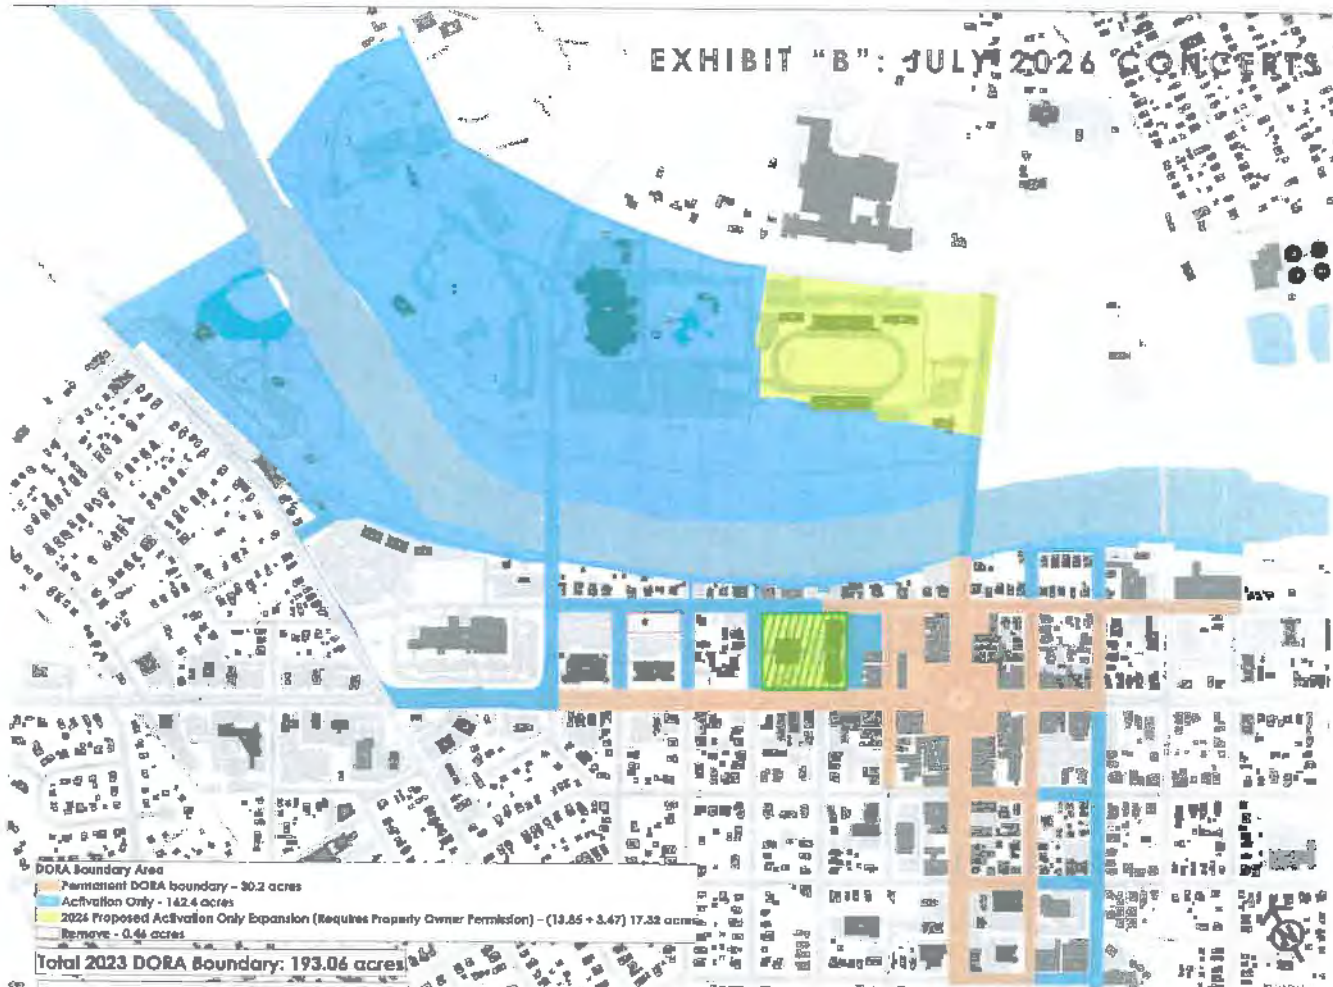 EXHIBIT "B": JULY 2026 CONCERTS
DORA Boundary Area
Permanent DORA boundary – 30.2 acres
Activation Only - 162.4 acres
2026 Proposed Activation Only Expansion (Requires Property Owner Permission) – (13.85 + 3.47) 17.32 acres
Remove - 0.46 acres
Total 2023 DORA Boundary: 193.06 acres